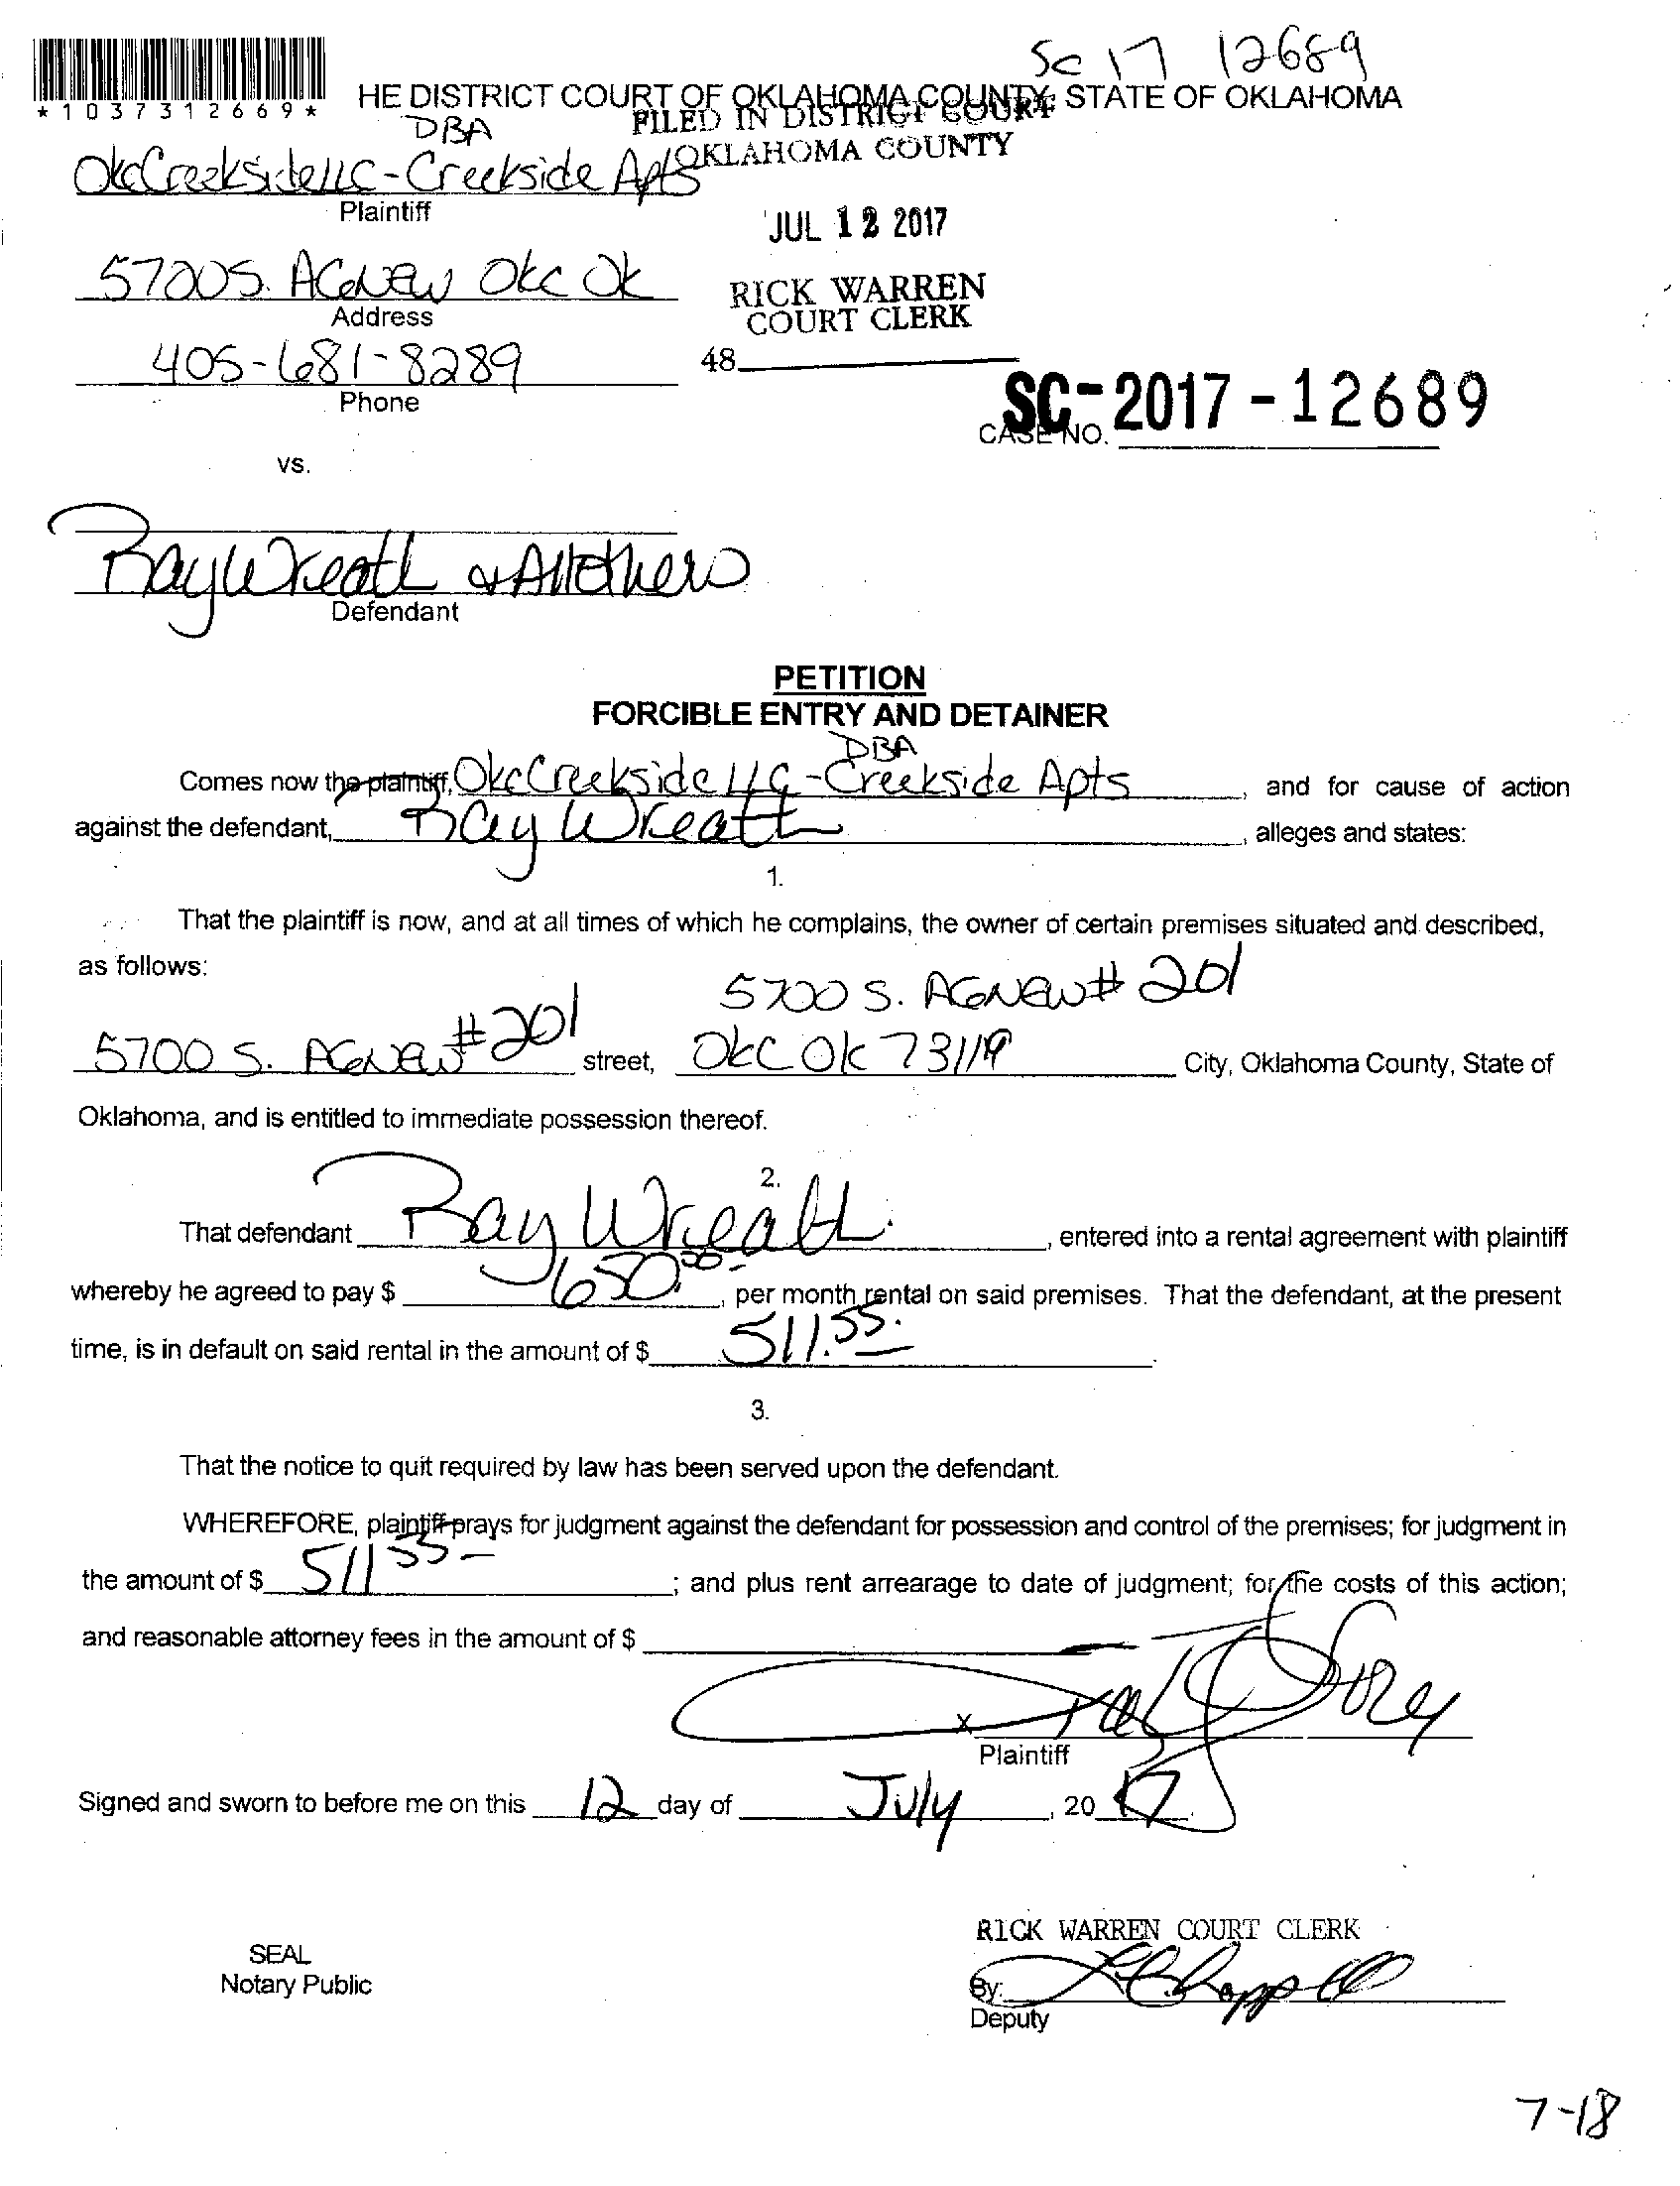 SC 17 12689
*1037312669*
HE DISTRICT COURT OF OKLAHOMA COUNTY, STATE OF OKLAHOMA
FILED IN DISTRICT COURT
OKLAHOMA COUNTY
DBA
OkcCreekside LLC - Creekside Apts
Plaintiff
JUL 12 2017
5700 S. AGNEW OKC OK
Address
RICK WARREN
COURT CLERK
405-681-8289
Phone
48
SC-2017-12689
CASE NO.
vs.
Ray Wreath & All Others
Defendant
PETITION
FORCIBLE ENTRY AND DETAINER
DBA
Comes now the plaintiff, OkcCreekside LLC - Creekside Apts, and for cause of action
against the defendant, Ray Wreath, alleges and states:
1.
That the plaintiff is now, and at all times of which he complains, the owner of certain premises situated and described,
as follows:
5700 S. AGNEW # 201
5700 S. AGNEW #201 street, OKC OK 73119 City, Oklahoma County, State of
Oklahoma, and is entitled to immediate possession thereof.
2.
That defendant Ray Wreath, entered into a rental agreement with plaintiff
whereby he agreed to pay $ 650.00-, per month rental on said premises. That the defendant, at the present
time, is in default on said rental in the amount of $ 511.55.
3.
That the notice to quit required by law has been served upon the defendant.
WHEREFORE, plaintiff prays for judgment against the defendant for possession and control of the premises; for judgment in
the amount of $ 511 55-; and plus rent arrearage to date of judgment; for the costs of this action;
and reasonable attorney fees in the amount of $
x
Plaintiff
Signed and sworn to before me on this 12 day of July, 2017
RICK WARREN COURT CLERK
SEAL
Notary Public
By:
Deputy
7-18